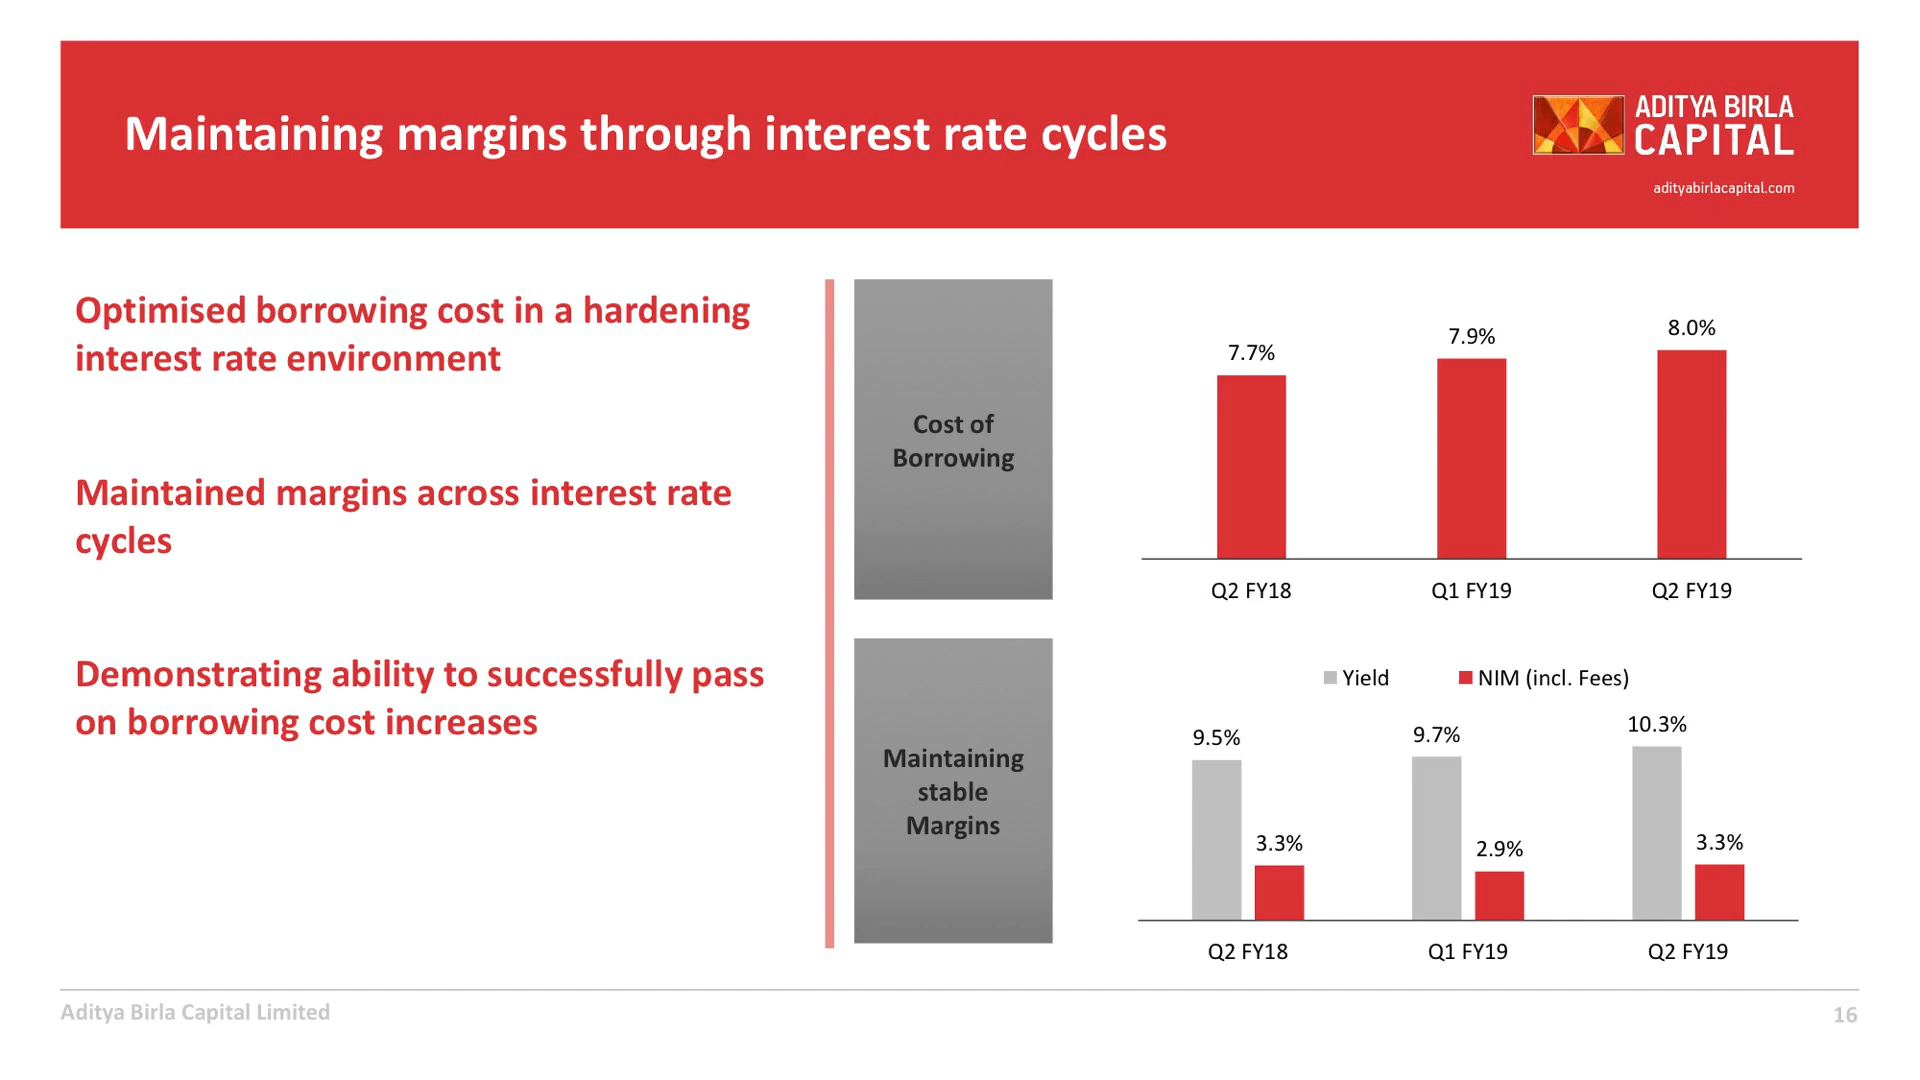 Maintaining margins through interest rate cycles
ADITYA BIRLA
CAPITAL
adityabirlacapital.com
Optimised borrowing cost in a hardening
interest rate environment
Maintained margins across interest rate
cycles
Demonstrating ability to successfully pass
on borrowing cost increases
Cost of
Borrowing
7.7%
7.9%
8.0%
Q2 FY18
Q1 FY19
Q2 FY19
Maintaining
stable
Margins
Yield
NIM (incl. Fees)
9.5%
3.3%
9.7%
2.9%
10.3%
3.3%
Q2 FY18
Q1 FY19
Q2 FY19
Aditya Birla Capital Limited
16